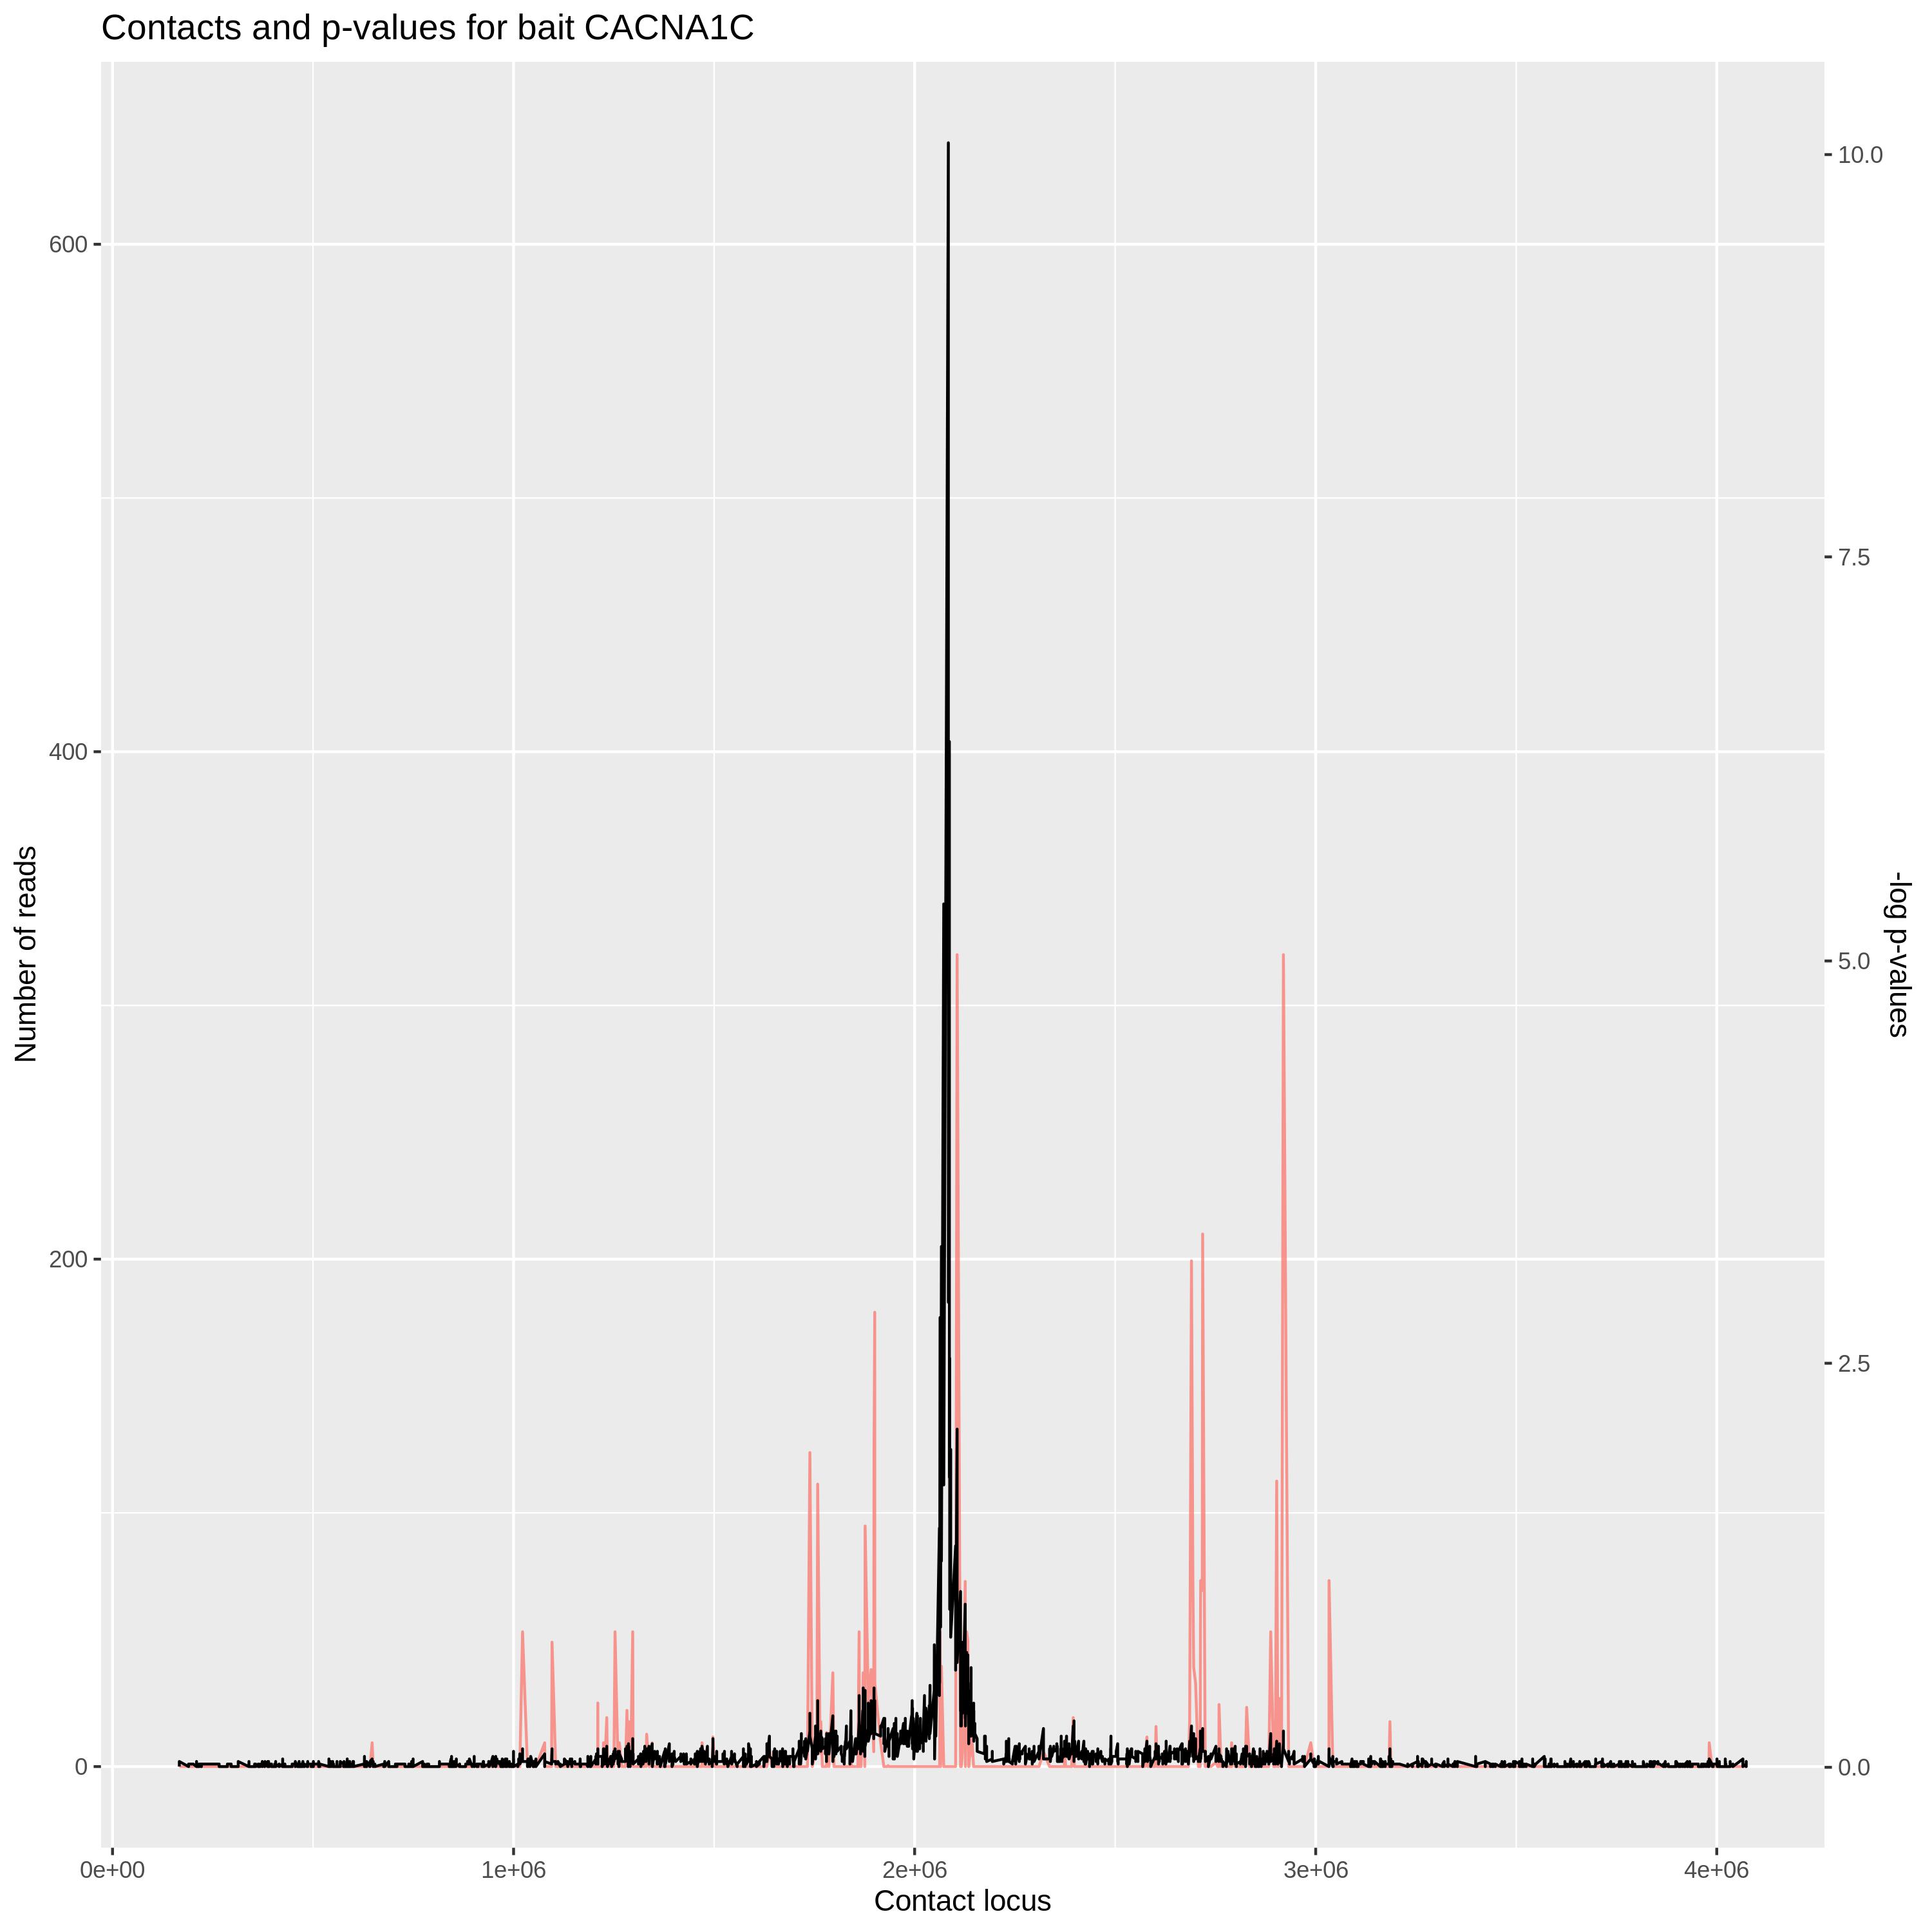 Contacts and p-values for bait CACNA1C
10.0
600
7.5
400
Number of reads
-log p-values
5.0
200
2.5
0
0.0
0e+00
1e+06
2e+06
3e+06
4e+06
Contact locus